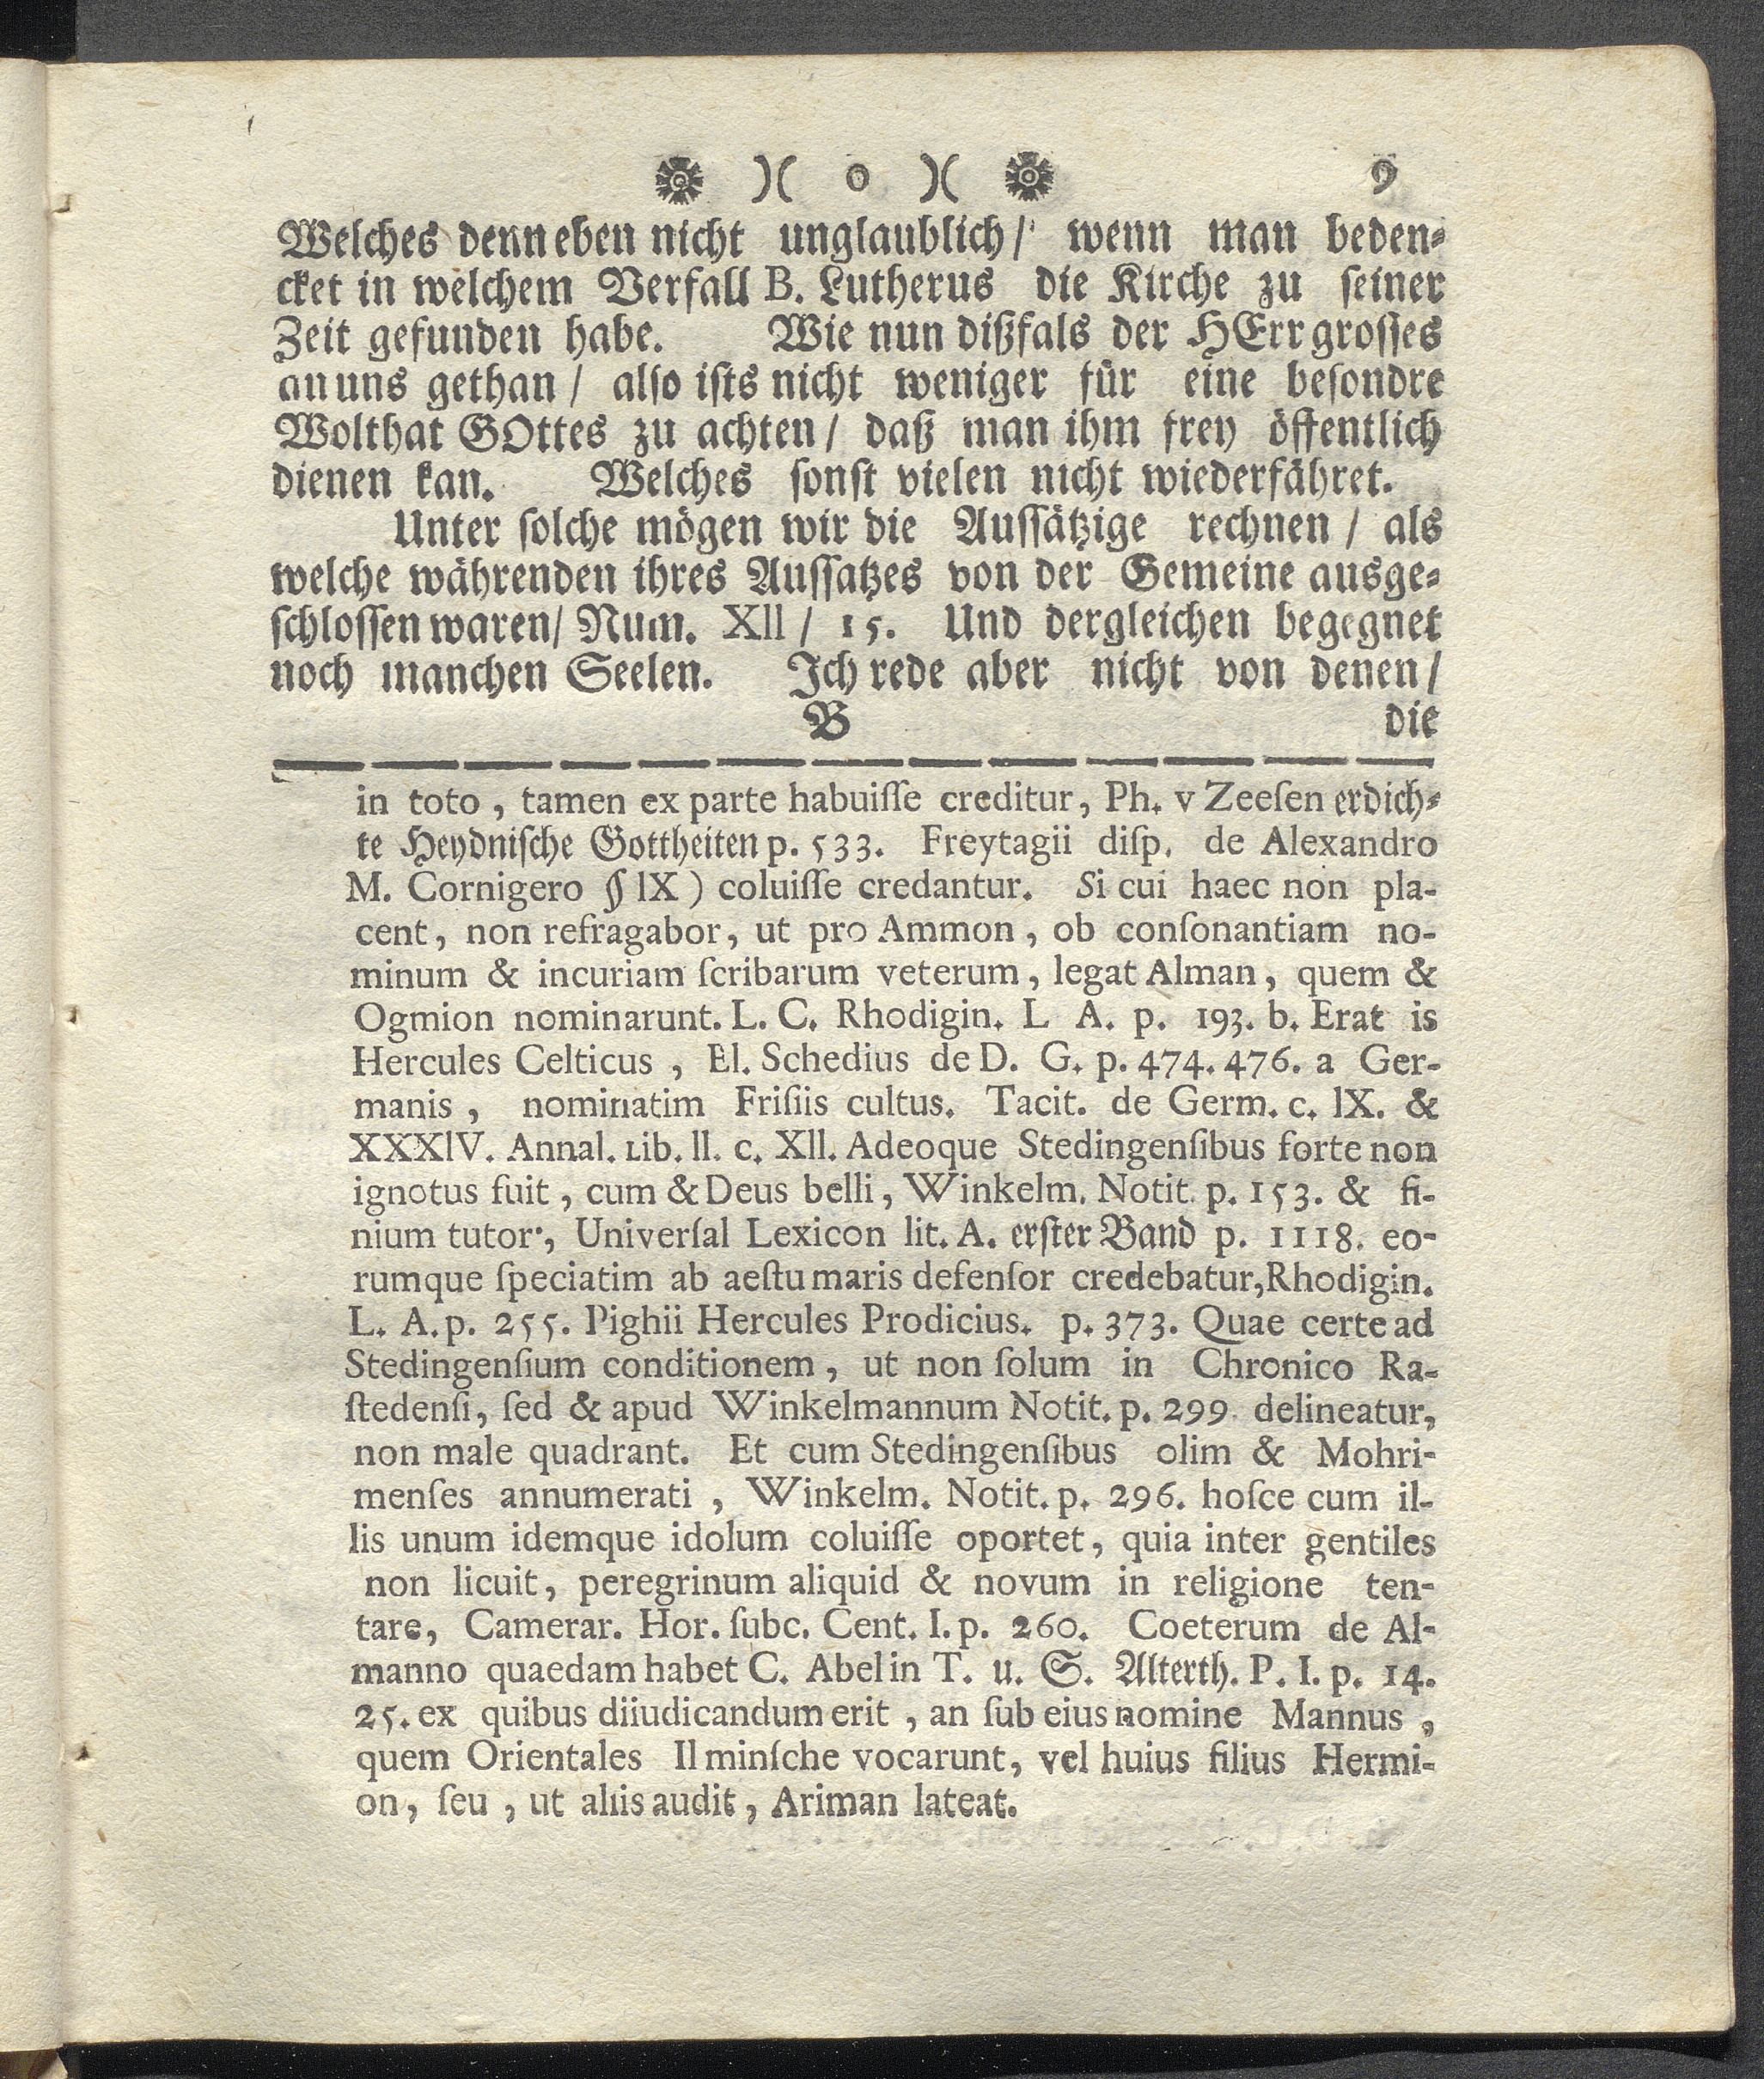 ❁ )( o )( ❁ 9
Welches denn eben nicht unglaublich / wenn man beden⸗
cket in welchem Verfall B. Lutherus die Kirche zu ſeiner
Zeit gefunden habe. Wie nun dißfals der HErr groſſes
an uns gethan / alſo iſts nicht weniger für eine beſondre
Wolthat GOttes zu achten / daß man ihm frey öffentlich
dienen kan. Welches ſonſt vielen nicht wiederfähret.
Unter ſolche mögen wir die Auſſätzige rechnen / als
welche währenden ihres Auſſatzes von der Gemeine ausge⸗
ſchloſſen waren / Num. Xll / 15. Und dergleichen begegnet
noch manchen Seelen. Ich rede aber nicht von denen /
B die
in toto, tamen ex parte habuiſſe creditur, Ph. v Zeeſen erdich⸗
te Heydniſche Gottheiten p. 533. Freytagii diſp. de Alexandro
M. Cornigero § lX) coluiſſe credantur. Si cui haec non pla-
cent, non refragabor, ut pro Ammon, ob conſonantiam no-
minum & incuriam ſcribarum veterum, legat Alman, quem &
Ogmion nominarunt. L. C. Rhodigin. L A. p. 193. b. Erat is
Hercules Celticus, El. Schedius de D. G. p. 474. 476. a Ger-
manis, nominatim Friſiis cultus. Tacit. de Germ. c. lX. &
XXXlV. Annal. Lib. ll. c. Xll. Adeoque Stedingenſibus forte non
ignotus fuit, cum & Deus belli, Winkelm. Notit. p. 153. & fi-
nium tutor, Univerſal Lexicon lit. A. erſter Band p. 1118. eo-
rumque ſpeciatim ab aeſtu maris defenſor credebatur, Rhodigin.
L. A. p. 255. Pighii Hercules Prodicius. p. 373. Quae certe ad
Stedingenſium conditionem, ut non ſolum in Chronico Ra-
ſtedenſi, ſed & apud Winkelmannum Notit. p. 299. delineatur,
non male quadrant. Et cum Stedingenſibus olim & Mohri-
menſes annumerati, Winkelm. Notit. p. 296. hoſce cum il-
lis unum idemque idolum coluiſſe oportet, quia inter gentiles
non licuit, peregrinum aliquid & novum in religione ten-
tare, Camerar. Hor. ſubc. Cent. I. p. 260. Coeterum de Al-
manno quaedam habet C. Abel in T. u. S. Alterth. P. I. p. 14.
25. ex quibus diiudicandum erit, an ſub eius nomine Mannus,
quem Orientales Il minſche vocarunt, vel huius filius Hermi-
on, ſeu, ut aliis audit, Ariman lateat.